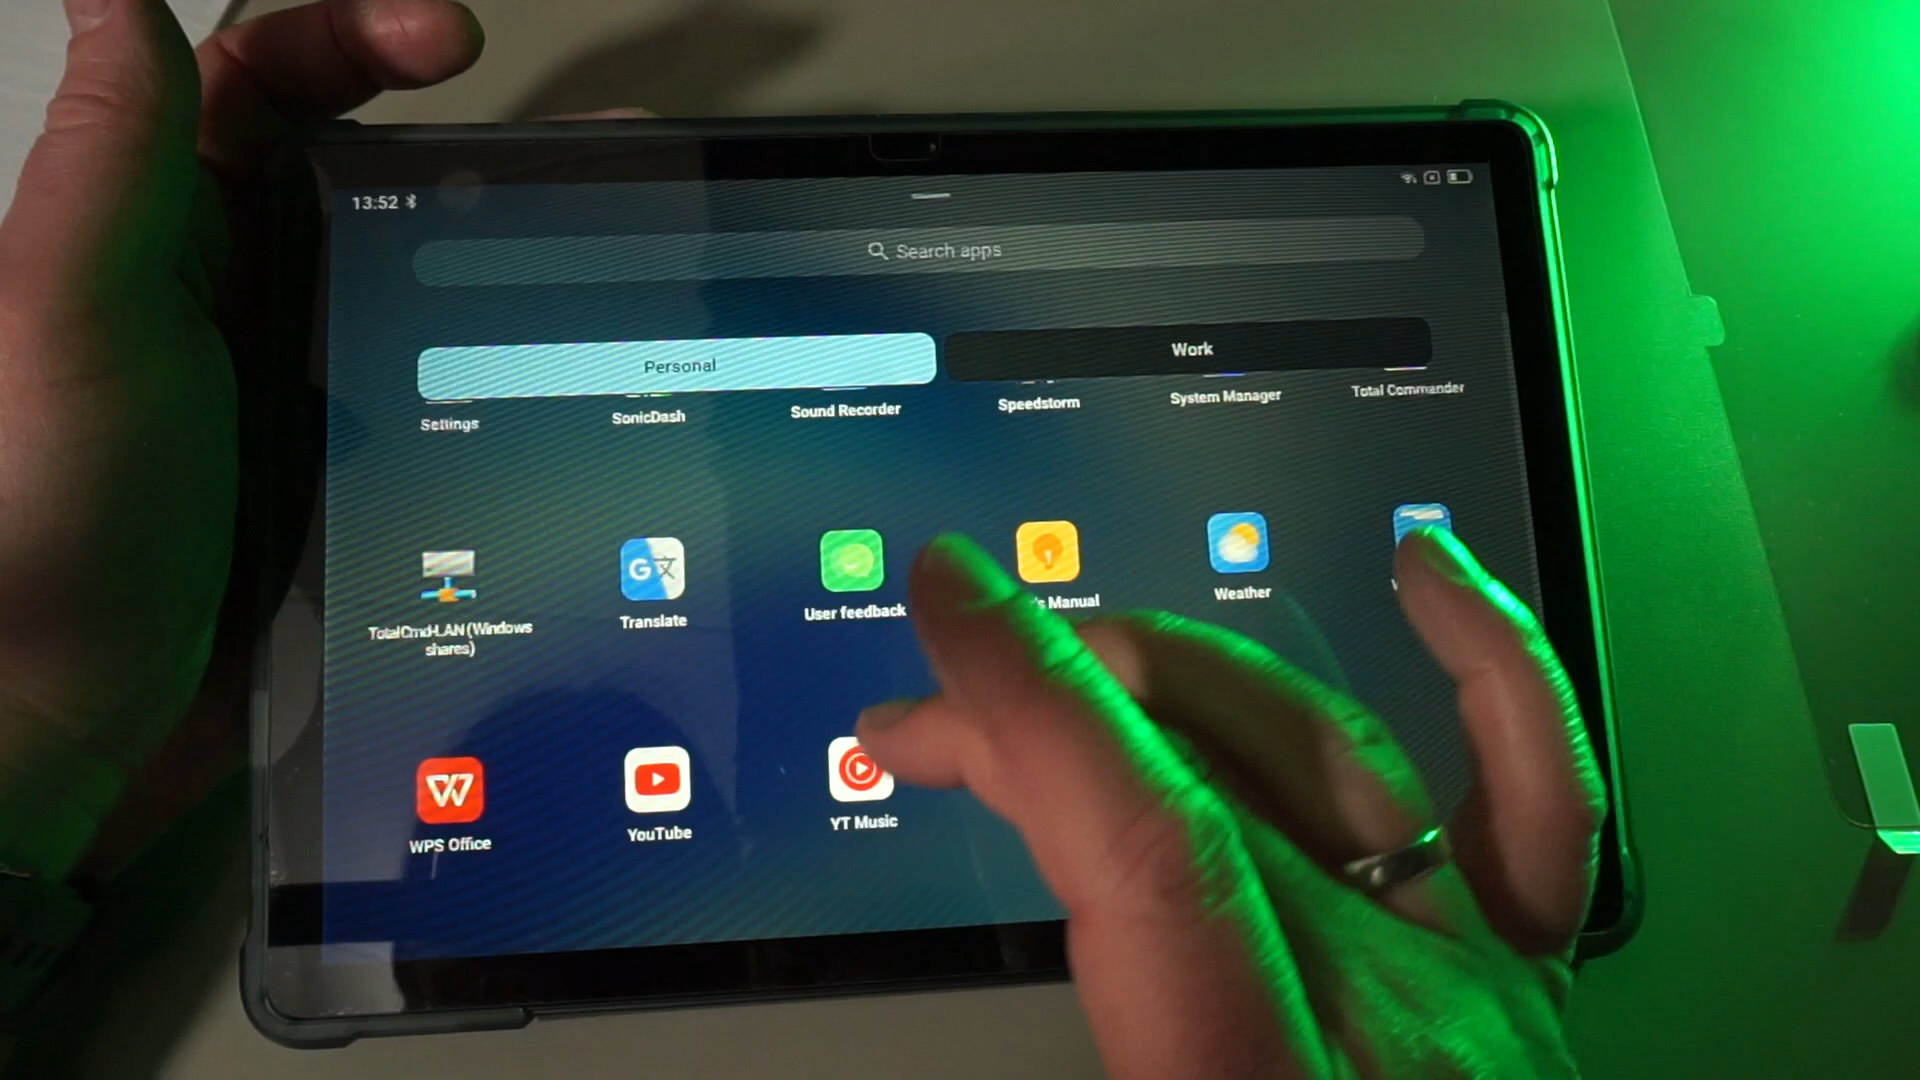 13:52
Search apps
Personal
Work
Settings
SonicDash
Sound Recorder
Speedstorm
System Manager
Total Commander
TotalCmd-LAN (Windows
shares)
Translate
User feedback
's Manual
Weather
WPS Office
YouTube
YT Music